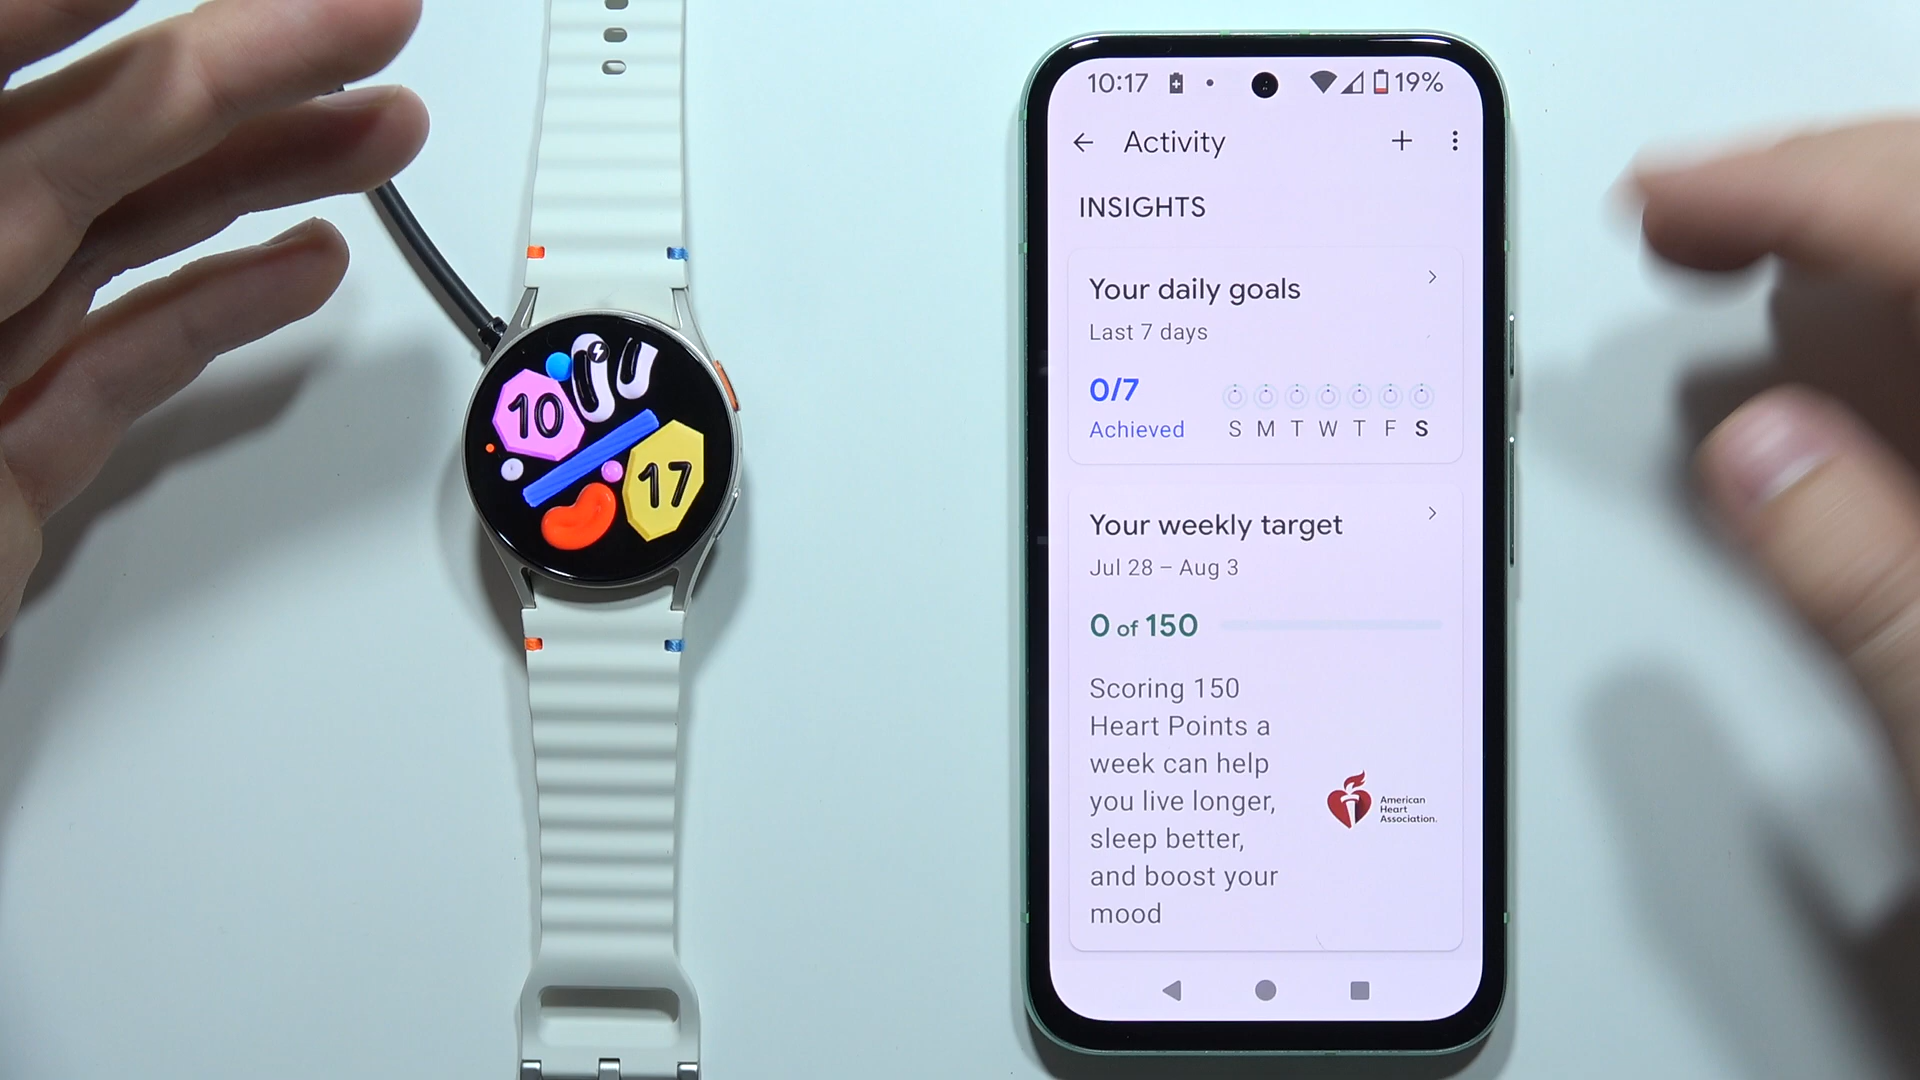 10
17
10:17
19%
Activity
INSIGHTS
Your daily goals
Last 7 days
0/7
Achieved
S M T W T F S
Your weekly target
Jul 28 – Aug 3
0 of 150
Scoring 150
Heart Points a
week can help
you live longer,
sleep better,
and boost your
mood
American
Heart
Association.